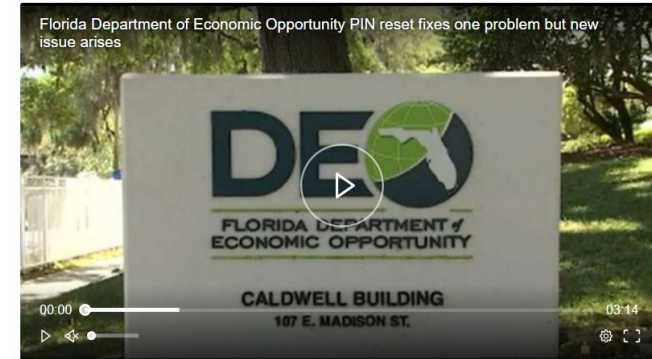 Florida Department of Economic Opportunity PIN reset fixes one problem but new
issue arises
DEO
FLORIDA DEPARTMENT of
ECONOMIC OPPORTUNITY
CALDWELL BUILDING
107 E. MADISON ST.
00:00
03:14